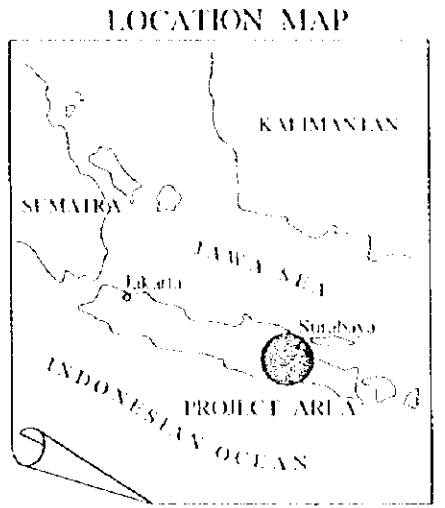 LOCATION MAP
KALIMANTAN
SUMATRA
JAWA SEA
Jakarta
Surabaya
PROJECT AREA
INDONESIAN OCEAN